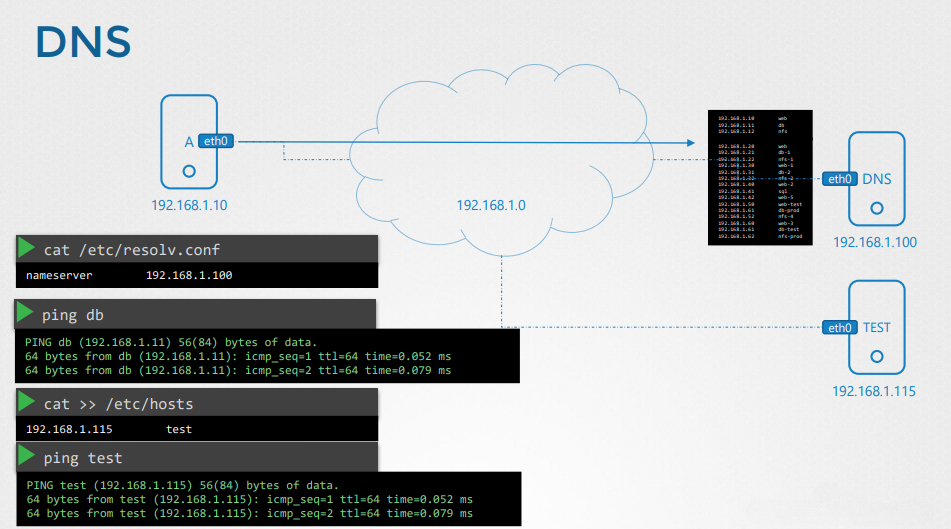 DNS
A
eth0
192.168.1.10
192.168.1.0
192.168.1.10 web
192.168.1.11 db
192.168.1.12 nfs
192.168.1.20 web
192.168.1.21 db-1
192.168.1.22 nfs-1
192.168.1.30 web-1
192.168.1.31 db-2
192.168.1.32 nfs-2
192.168.1.40 web-2
192.168.1.41 sql
192.168.1.42 web-5
192.168.1.50 web-test
192.168.1.61 db-prod
192.168.1.52 nfs-4
192.168.1.60 web-3
192.168.1.61 db-test
192.168.1.62 nfs-prod
eth0 DNS
192.168.1.100
eth0 TEST
192.168.1.115
cat /etc/resolv.conf
nameserver 192.168.1.100
ping db
PING db (192.168.1.11) 56(84) bytes of data.
64 bytes from db (192.168.1.11): icmp_seq=1 ttl=64 time=0.052 ms
64 bytes from db (192.168.1.11): icmp_seq=2 ttl=64 time=0.079 ms
cat >> /etc/hosts
192.168.1.115 test
ping test
PING test (192.168.1.115) 56(84) bytes of data.
64 bytes from test (192.168.1.115): icmp_seq=1 ttl=64 time=0.052 ms
64 bytes from test (192.168.1.115): icmp_seq=2 ttl=64 time=0.079 ms